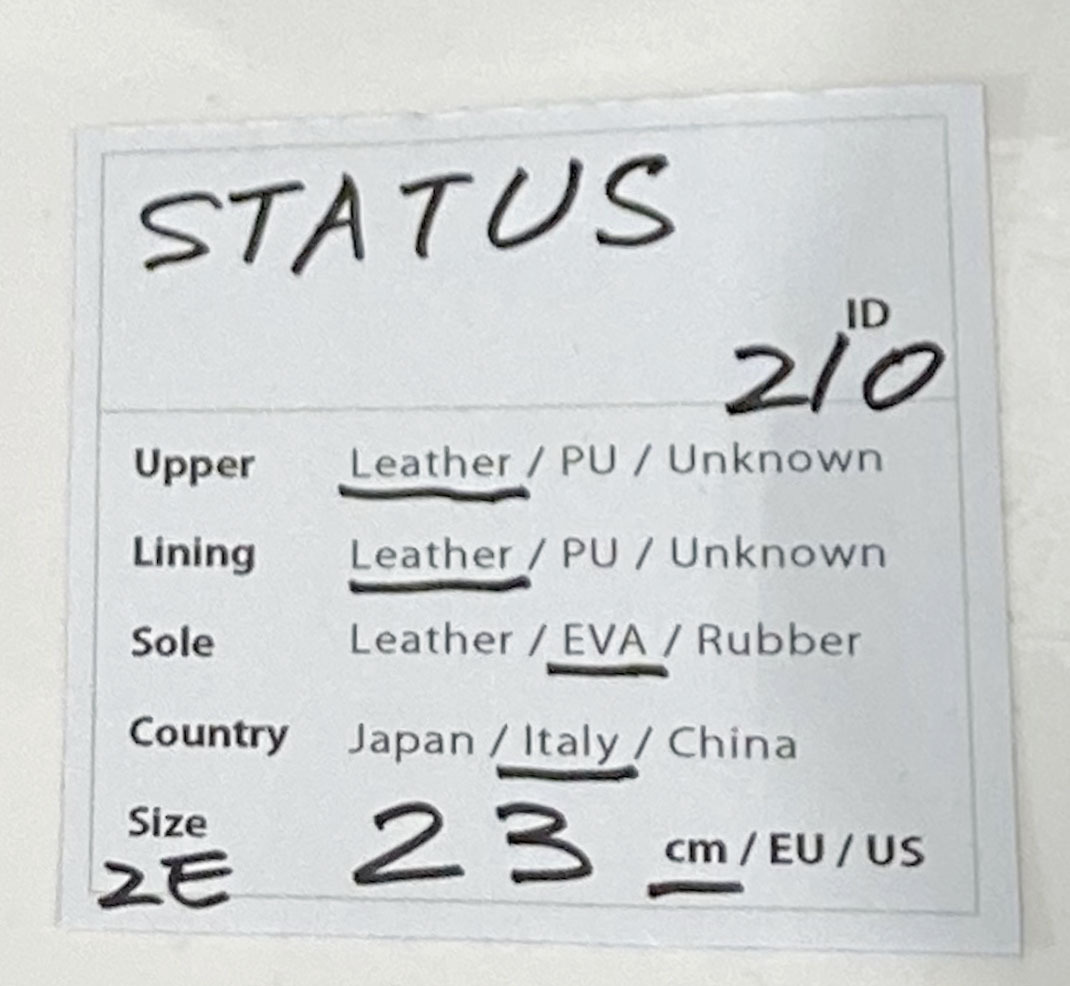 STATUS
ID
210
Upper Leather / PU / Unknown
Lining Leather / PU / Unknown
Sole Leather / EVA / Rubber
Country Japan / Italy / China
Size 23 cm / EU / US
2E